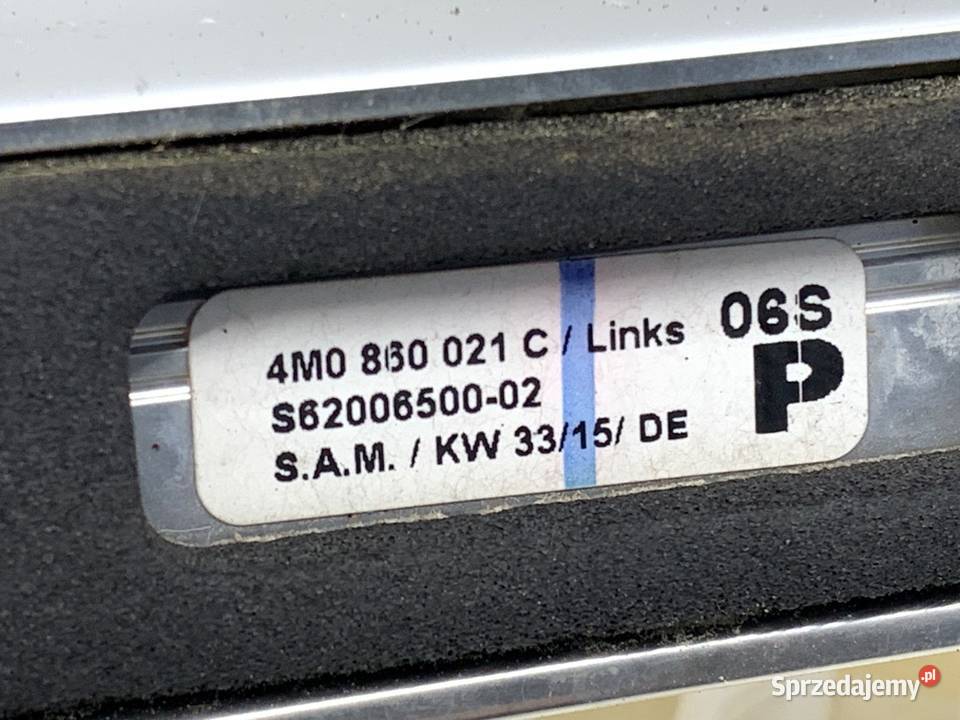 4M0 860 021 C / Links
06S
P
S62006500-02
S.A.M. / KW 33/15/ DE
Sprzedajemy.pl